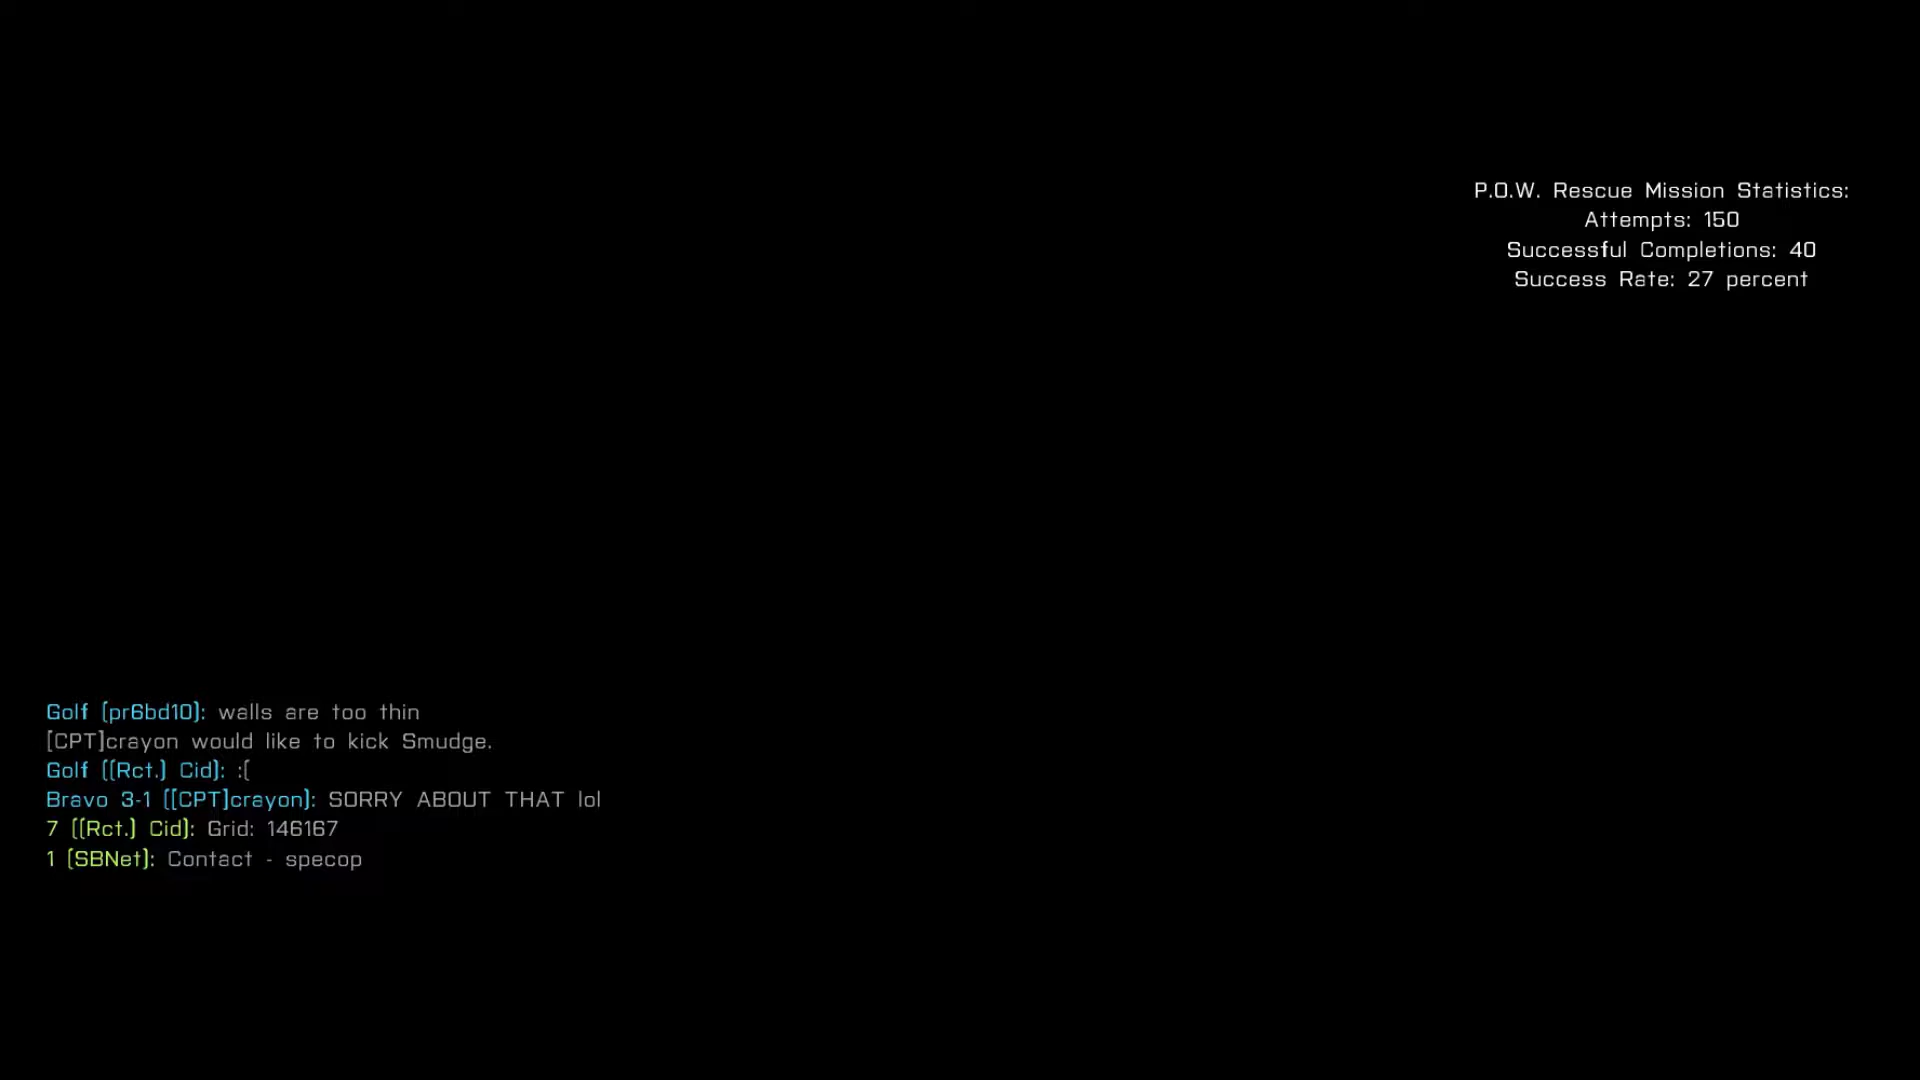 P.O.W. Rescue Mission Statistics:
Attempts: 150
Successful Completions: 40
Success Rate: 27 percent
Golf (pr6bd10): walls are too thin
[CPT]crayon would like to kick Smudge.
Golf ((Rct.) Cid): :(
Bravo 3-1 ([CPT]crayon): SORRY ABOUT THAT lol
7 ((Rct.) Cid): Grid: 146167
1 (SBNet): Contact - specop